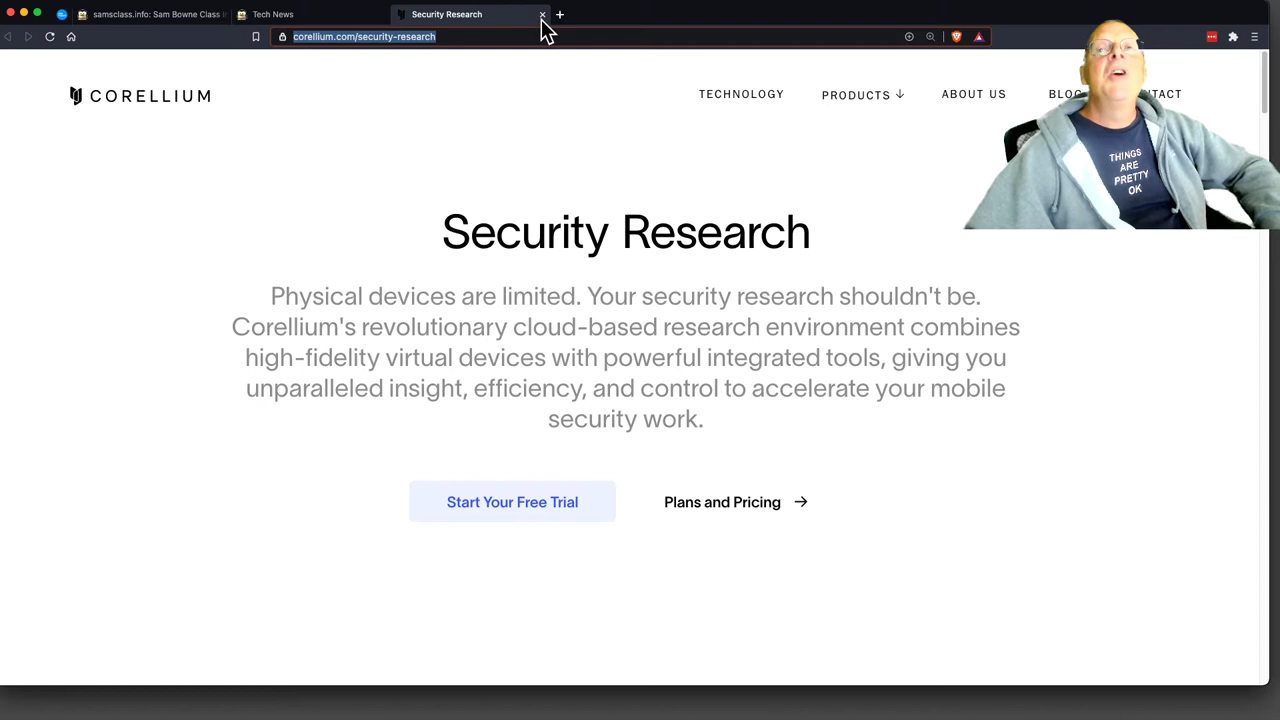 samsclass.info: Sam Bowne Class
Tech News
Security Research
corellium.com/security-research
CORELLIUM
TECHNOLOGY
PRODUCTS ↓
ABOUT US
BLOG
THINGS
ARE
PRETTY
OK
Security Research
Physical devices are limited. Your security research shouldn't be.
Corellium's revolutionary cloud-based research environment combines
high-fidelity virtual devices with powerful integrated tools, giving you
unparalleled insight, efficiency, and control to accelerate your mobile
security work.
Start Your Free Trial
Plans and Pricing →